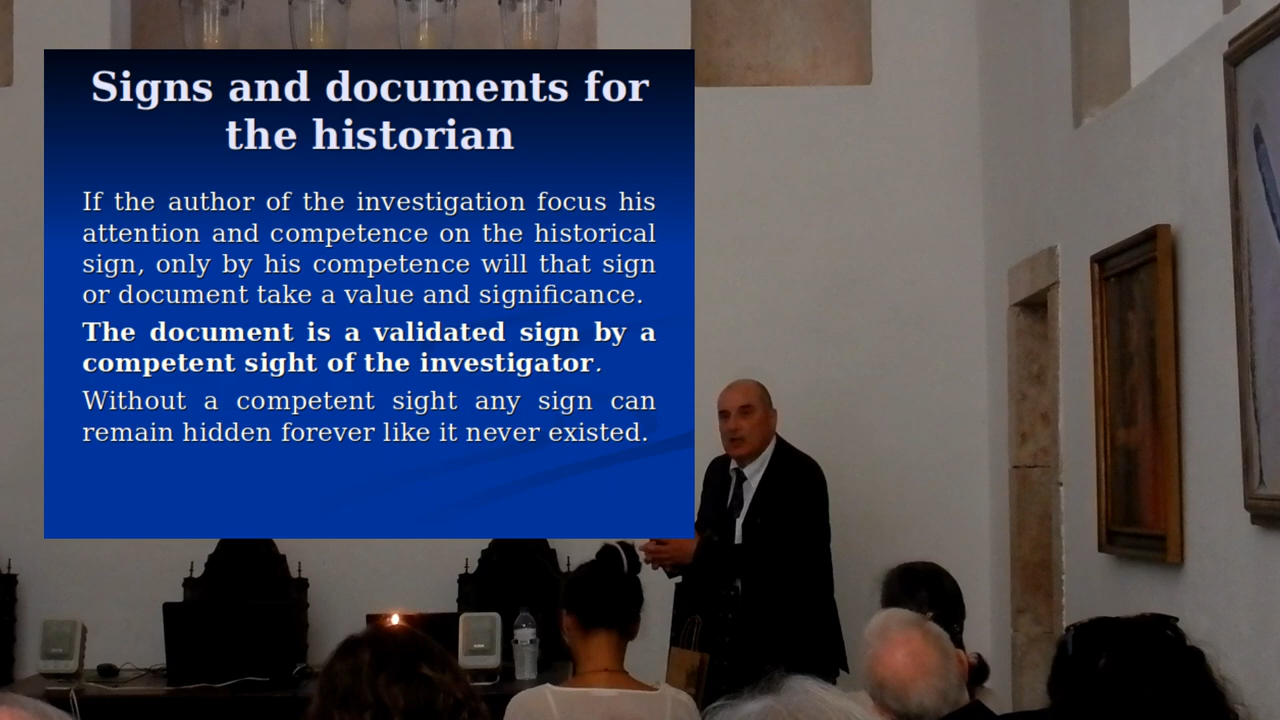 Signs and documents for
the historian
If the author of the investigation focus his
attention and competence on the historical
sign, only by his competence will that sign
or document take a value and significance.
The document is a validated sign by a
competent sight of the investigator.
Without a competent sight any sign can
remain hidden forever like it never existed.